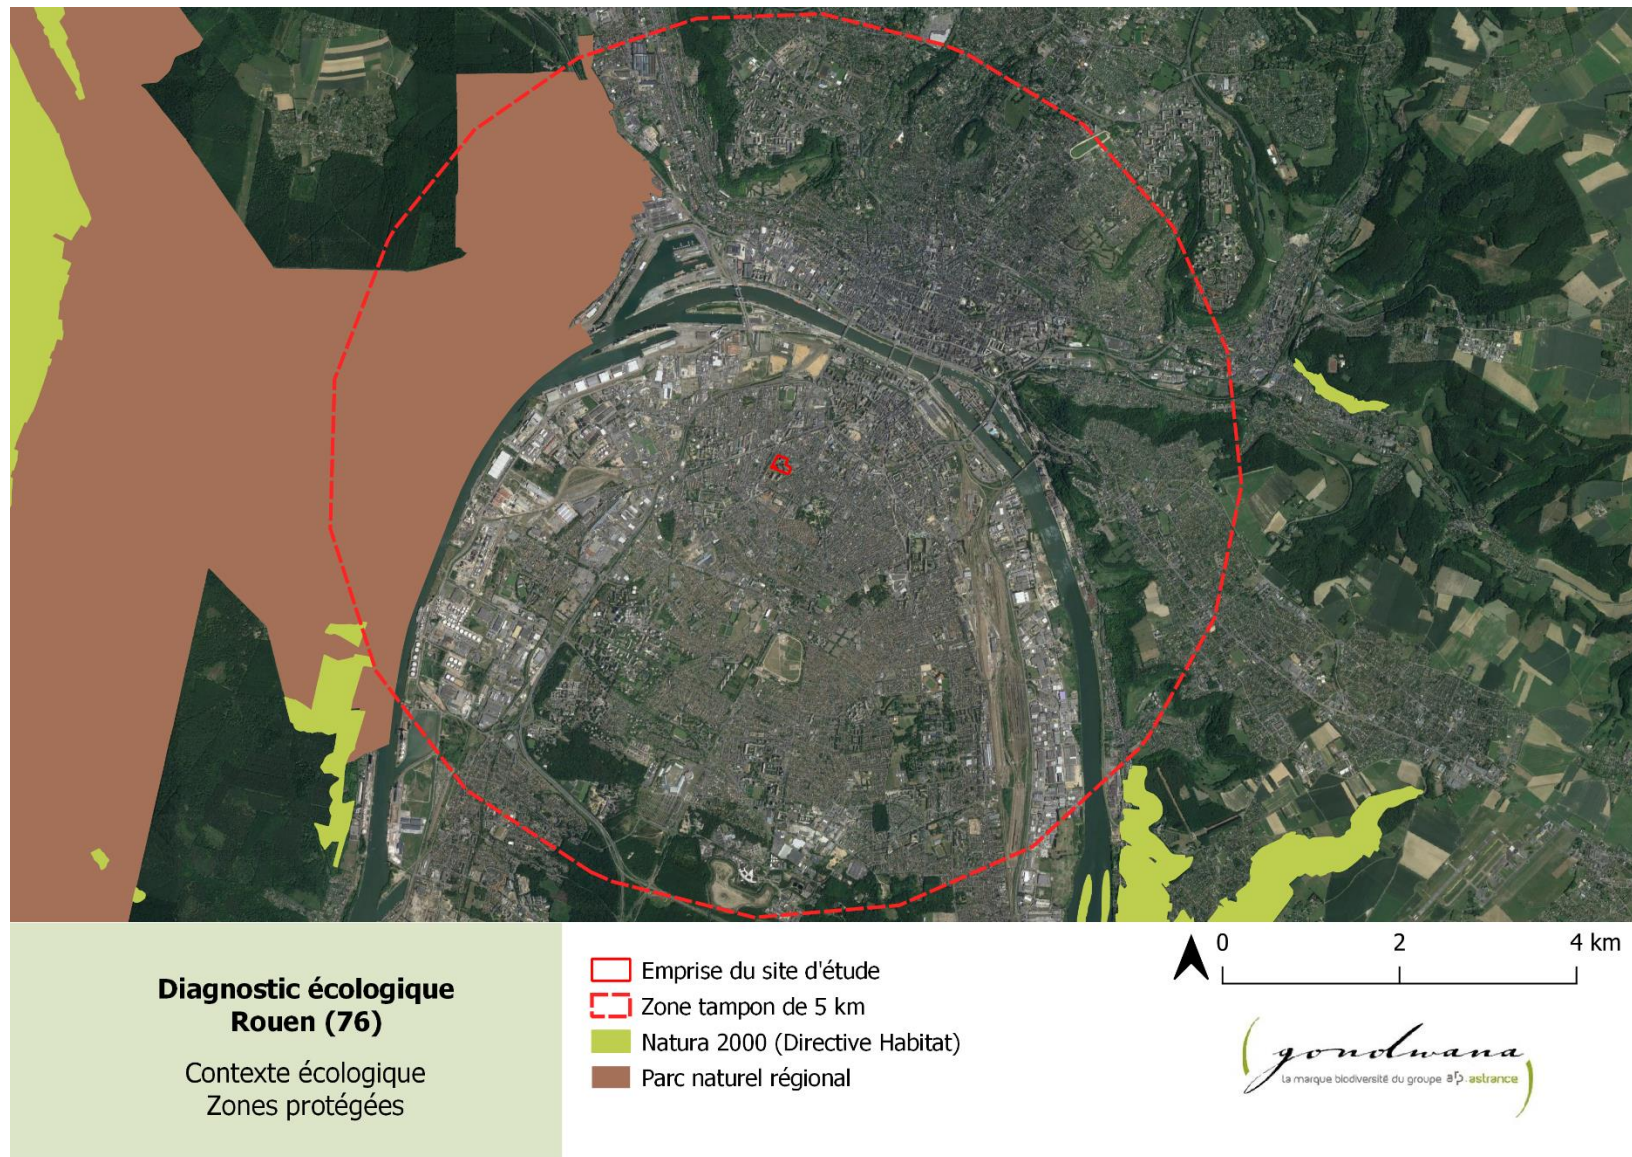 Diagnostic écologique
Rouen (76)
Contexte écologique
Zones protégées
Emprise du site d'étude
Zone tampon de 5 km
Natura 2000 (Directive Habitat)
Parc naturel régional
0 2 4 km
gondwana
la marque biodiversité du groupe arp.astrance